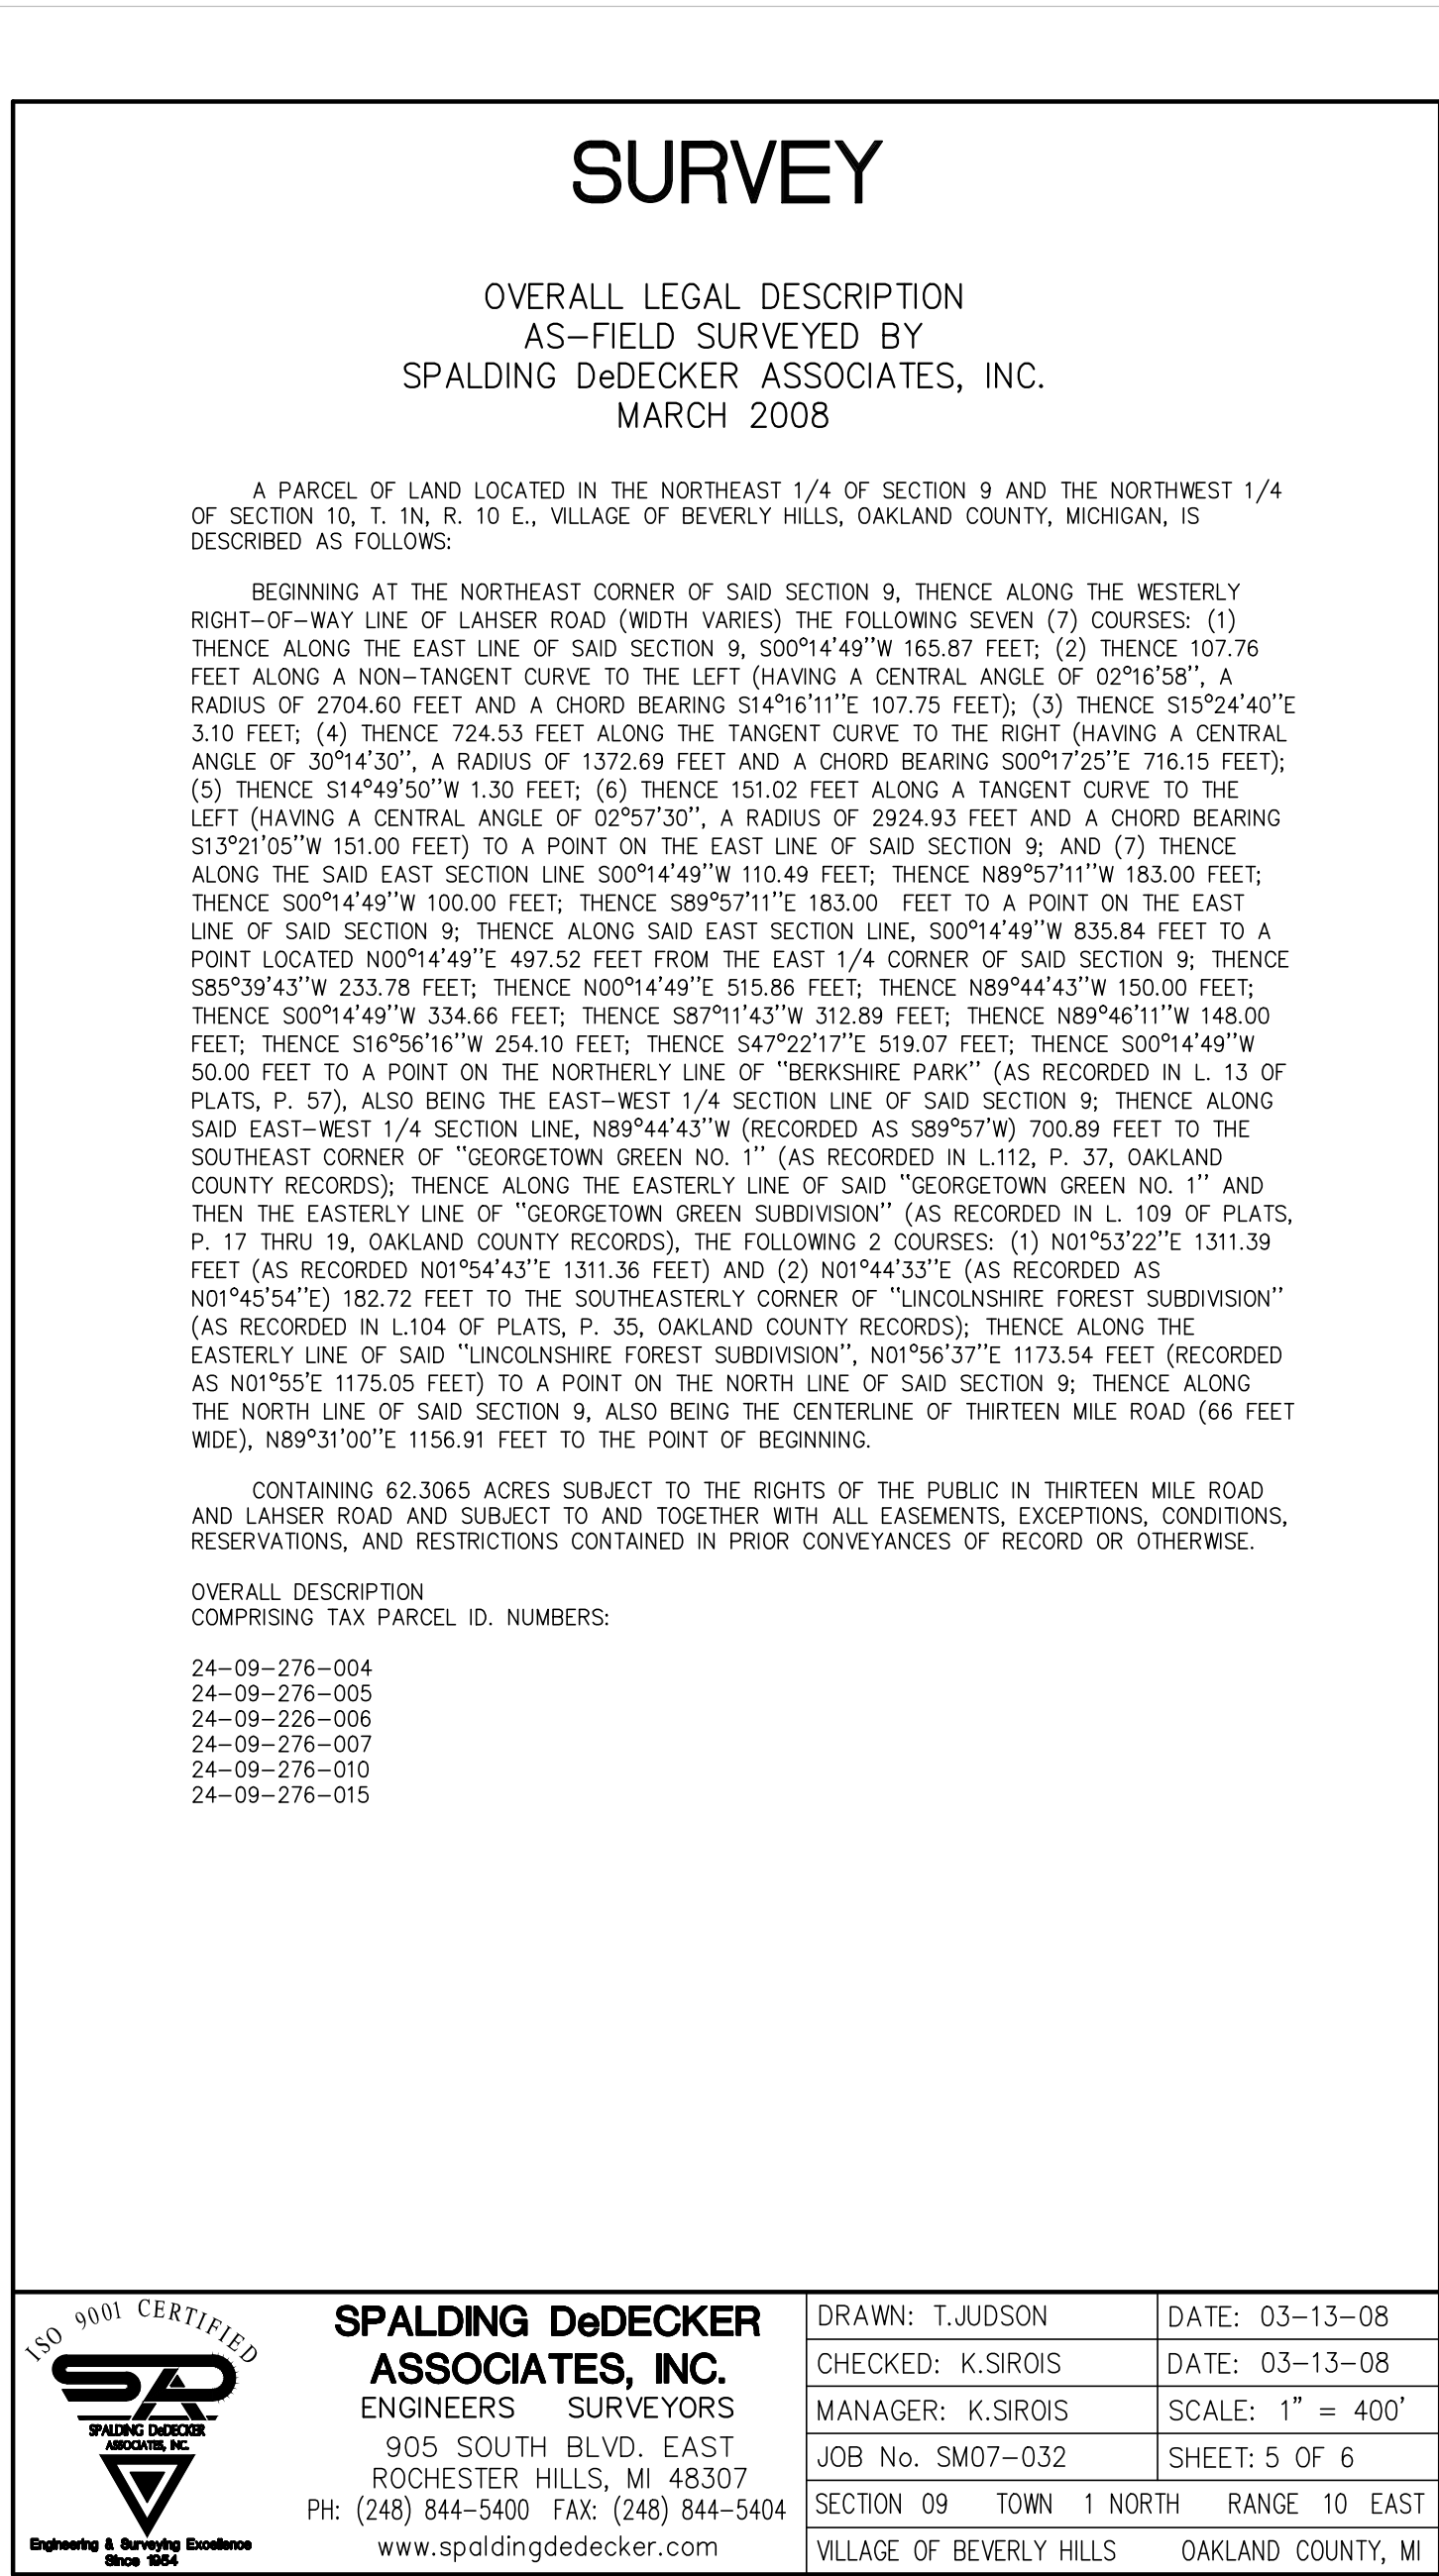 SURVEY
OVERALL LEGAL DESCRIPTION
AS-FIELD SURVEYED BY
SPALDING DeDECKER ASSOCIATES, INC.
MARCH 2008
A PARCEL OF LAND LOCATED IN THE NORTHEAST 1/4 OF SECTION 9 AND THE NORTHWEST 1/4
OF SECTION 10, T. 1N, R. 10 E., VILLAGE OF BEVERLY HILLS, OAKLAND COUNTY, MICHIGAN, IS
DESCRIBED AS FOLLOWS:
BEGINNING AT THE NORTHEAST CORNER OF SAID SECTION 9, THENCE ALONG THE WESTERLY
RIGHT-OF-WAY LINE OF LAHSER ROAD (WIDTH VARIES) THE FOLLOWING SEVEN (7) COURSES: (1)
THENCE ALONG THE EAST LINE OF SAID SECTION 9, S00°14'49''W 165.87 FEET; (2) THENCE 107.76
FEET ALONG A NON-TANGENT CURVE TO THE LEFT (HAVING A CENTRAL ANGLE OF 02°16'58'', A
RADIUS OF 2704.60 FEET AND A CHORD BEARING S14°16'11''E 107.75 FEET); (3) THENCE S15°24'40''E
3.10 FEET; (4) THENCE 724.53 FEET ALONG THE TANGENT CURVE TO THE RIGHT (HAVING A CENTRAL
ANGLE OF 30°14'30'', A RADIUS OF 1372.69 FEET AND A CHORD BEARING S00°17'25''E 716.15 FEET);
(5) THENCE S14°49'50''W 1.30 FEET; (6) THENCE 151.02 FEET ALONG A TANGENT CURVE TO THE
LEFT (HAVING A CENTRAL ANGLE OF 02°57'30'', A RADIUS OF 2924.93 FEET AND A CHORD BEARING
S13°21'05''W 151.00 FEET) TO A POINT ON THE EAST LINE OF SAID SECTION 9; AND (7) THENCE
ALONG THE SAID EAST SECTION LINE S00°14'49''W 110.49 FEET; THENCE N89°57'11''W 183.00 FEET;
THENCE S00°14'49''W 100.00 FEET; THENCE S89°57'11''E 183.00 FEET TO A POINT ON THE EAST
LINE OF SAID SECTION 9; THENCE ALONG SAID EAST SECTION LINE, S00°14'49''W 835.84 FEET TO A
POINT LOCATED N00°14'49''E 497.52 FEET FROM THE EAST 1/4 CORNER OF SAID SECTION 9; THENCE
S85°39'43''W 233.78 FEET; THENCE N00°14'49''E 515.86 FEET; THENCE N89°44'43''W 150.00 FEET;
THENCE S00°14'49''W 334.66 FEET; THENCE S87°11'43''W 312.89 FEET; THENCE N89°46'11''W 148.00
FEET; THENCE S16°56'16''W 254.10 FEET; THENCE S47°22'17''E 519.07 FEET; THENCE S00°14'49''W
50.00 FEET TO A POINT ON THE NORTHERLY LINE OF "BERKSHIRE PARK" (AS RECORDED IN L. 13 OF
PLATS, P. 57), ALSO BEING THE EAST-WEST 1/4 SECTION LINE OF SAID SECTION 9; THENCE ALONG
SAID EAST-WEST 1/4 SECTION LINE, N89°44'43''W (RECORDED AS S89°57'W) 700.89 FEET TO THE
SOUTHEAST CORNER OF "GEORGETOWN GREEN NO. 1" (AS RECORDED IN L.112, P. 37, OAKLAND
COUNTY RECORDS); THENCE ALONG THE EASTERLY LINE OF SAID "GEORGETOWN GREEN NO. 1" AND
THEN THE EASTERLY LINE OF "GEORGETOWN GREEN SUBDIVISION" (AS RECORDED IN L. 109 OF PLATS,
P. 17 THRU 19, OAKLAND COUNTY RECORDS), THE FOLLOWING 2 COURSES: (1) N01°53'22''E 1311.39
FEET (AS RECORDED N01°54'43''E 1311.36 FEET) AND (2) N01°44'33''E (AS RECORDED AS
N01°45'54''E) 182.72 FEET TO THE SOUTHEASTERLY CORNER OF "LINCOLNSHIRE FOREST SUBDIVISION"
(AS RECORDED IN L.104 OF PLATS, P. 35, OAKLAND COUNTY RECORDS); THENCE ALONG THE
EASTERLY LINE OF SAID "LINCOLNSHIRE FOREST SUBDIVISION", N01°56'37''E 1173.54 FEET (RECORDED
AS N01°55'E 1175.05 FEET) TO A POINT ON THE NORTH LINE OF SAID SECTION 9; THENCE ALONG
THE NORTH LINE OF SAID SECTION 9, ALSO BEING THE CENTERLINE OF THIRTEEN MILE ROAD (66 FEET
WIDE), N89°31'00''E 1156.91 FEET TO THE POINT OF BEGINNING.
CONTAINING 62.3065 ACRES SUBJECT TO THE RIGHTS OF THE PUBLIC IN THIRTEEN MILE ROAD
AND LAHSER ROAD AND SUBJECT TO AND TOGETHER WITH ALL EASEMENTS, EXCEPTIONS, CONDITIONS,
RESERVATIONS, AND RESTRICTIONS CONTAINED IN PRIOR CONVEYANCES OF RECORD OR OTHERWISE.
OVERALL DESCRIPTION
COMPRISING TAX PARCEL ID. NUMBERS:
24-09-276-004
24-09-276-005
24-09-226-006
24-09-276-007
24-09-276-010
24-09-276-015
ISO 9001 CERTIFIED
SPALDING DeDECKER
ASSOCIATES, INC.
Engineering & Surveying Excellence
Since 1954
SPALDING DeDECKER
ASSOCIATES, INC.
ENGINEERS SURVEYORS
905 SOUTH BLVD. EAST
ROCHESTER HILLS, MI 48307
PH: (248) 844-5400 FAX: (248) 844-5404
www.spaldingdedecker.com
DRAWN: T.JUDSON DATE: 03-13-08
CHECKED: K.SIROIS DATE: 03-13-08
MANAGER: K.SIROIS SCALE: 1" = 400'
JOB No. SM07-032 SHEET: 5 OF 6
SECTION 09 TOWN 1 NORTH RANGE 10 EAST
VILLAGE OF BEVERLY HILLS OAKLAND COUNTY, MI